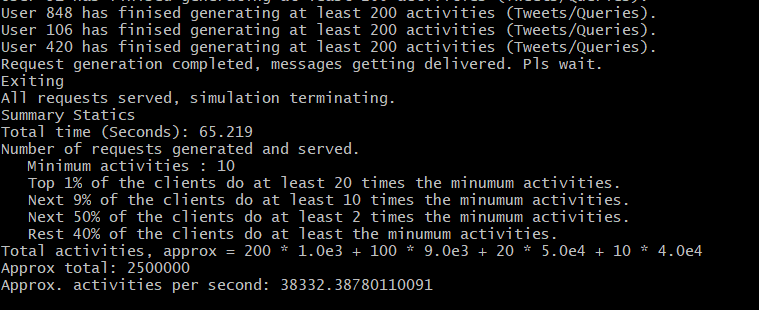 User 848 has finised generating at least 200 activities (Tweets/Queries).
User 106 has finised generating at least 200 activities (Tweets/Queries).
User 420 has finised generating at least 200 activities (Tweets/Queries).
Request generation completed, messages getting delivered. Pls wait.
Exiting
All requests served, simulation terminating.
Summary Statics
Total time (Seconds): 65.219
Number of requests generated and served.
Minimum activities : 10
Top 1% of the clients do at least 20 times the minumum activities.
Next 9% of the clients do at least 10 times the minumum activities.
Next 50% of the clients do at least 2 times the minumum activities.
Rest 40% of the clients do at least the minumum activities.
Total activities, approx = 200 * 1.0e3 + 100 * 9.0e3 + 20 * 5.0e4 + 10 * 4.0e4
Approx total: 2500000
Approx. activities per second: 38332.38780110091